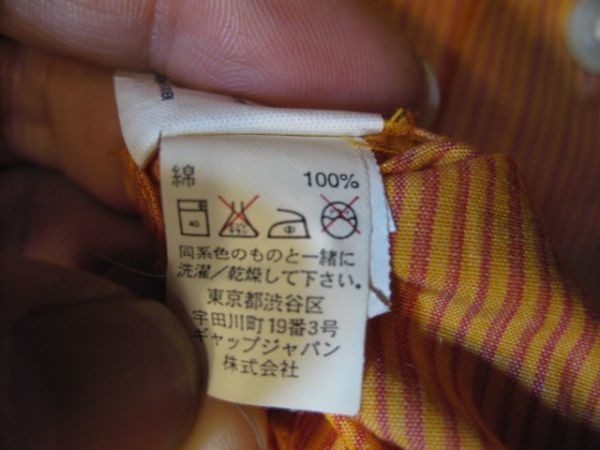 綿 100%
40 中
同系色のものと一緒に
洗濯/乾燥して下さい。
東京都渋谷区
宇田川町19番3号
ギャップジャパン
株式会社